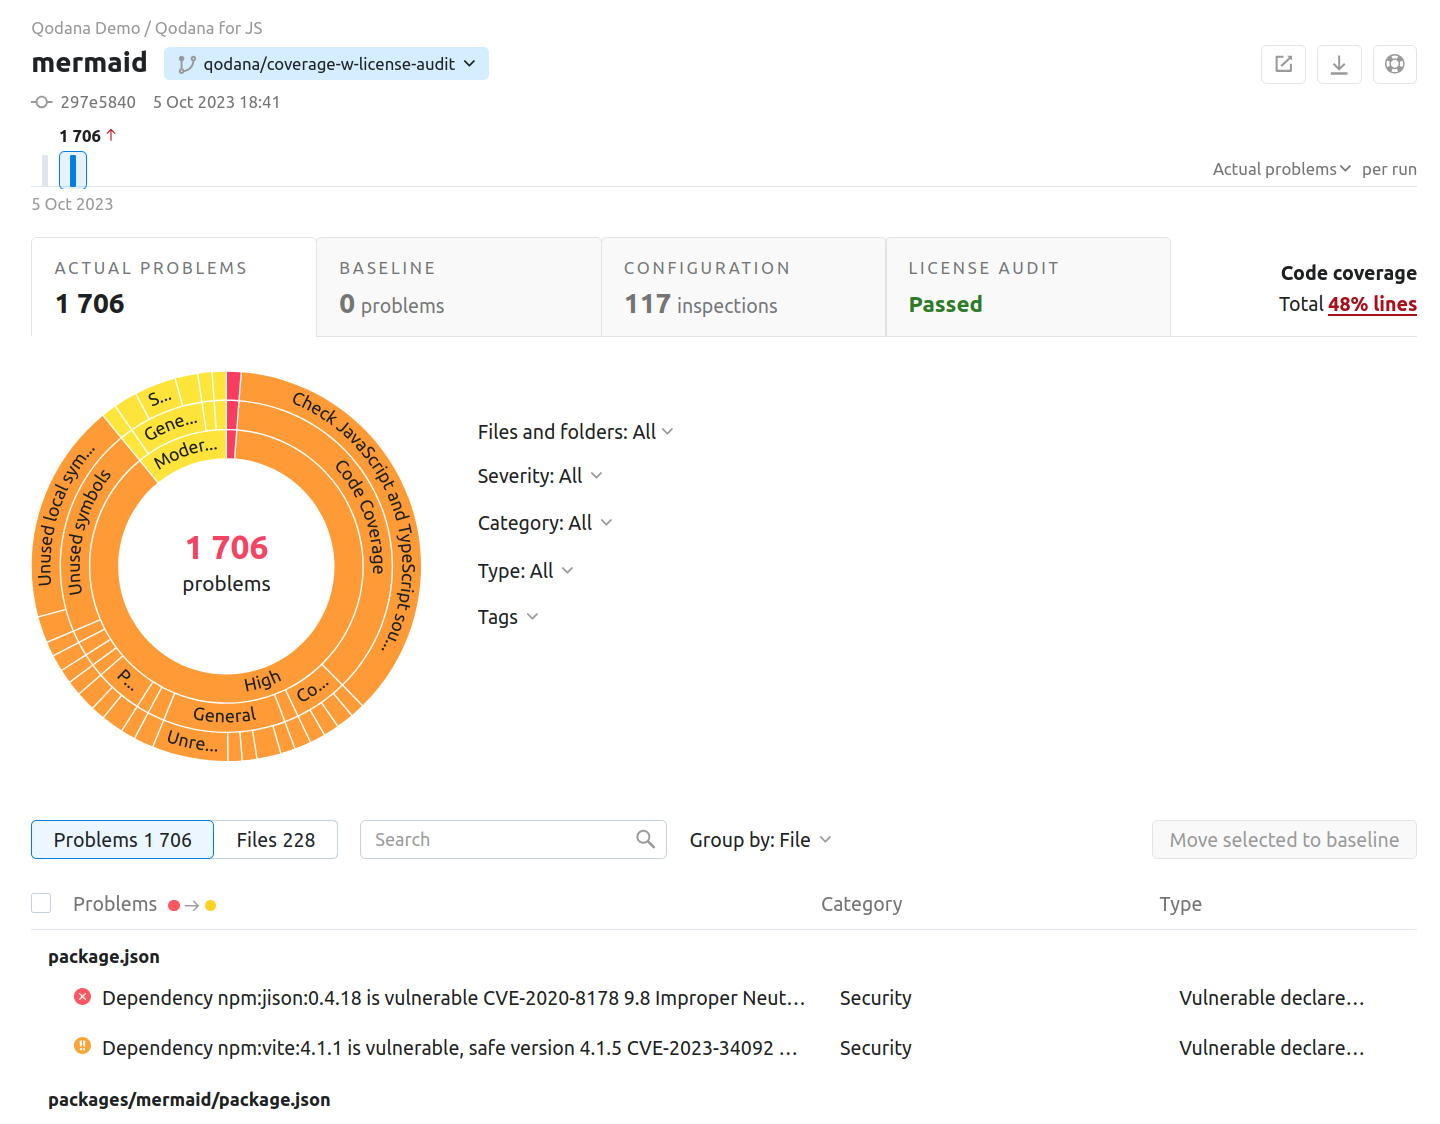 Qodana Demo / Qodana for JS
mermaid
qodana/coverage-w-license-audit
297e5840 5 Oct 2023 18:41
1 706 ↑
Actual problems per run
5 Oct 2023
ACTUAL PROBLEMS
1 706
BASELINE
0 problems
CONFIGURATION
117 inspections
LICENSE AUDIT
Passed
Code coverage
Total 48% lines
S...
Gene...
Moder...
Check JavaScript and TypeScript sou...
Code Coverage
Unused local sym...
Unused symbols
1 706
problems
P...
High
Co...
General
Unre...
Files and folders: All
Severity: All
Category: All
Type: All
Tags
Problems 1 706
Files 228
Search
Group by: File
Move selected to baseline
Problems → Category Type
package.json
Dependency npm:jison:0.4.18 is vulnerable CVE-2020-8178 9.8 Improper Neut... Security Vulnerable declare...
Dependency npm:vite:4.1.1 is vulnerable, safe version 4.1.5 CVE-2023-34092 ... Security Vulnerable declare...
packages/mermaid/package.json